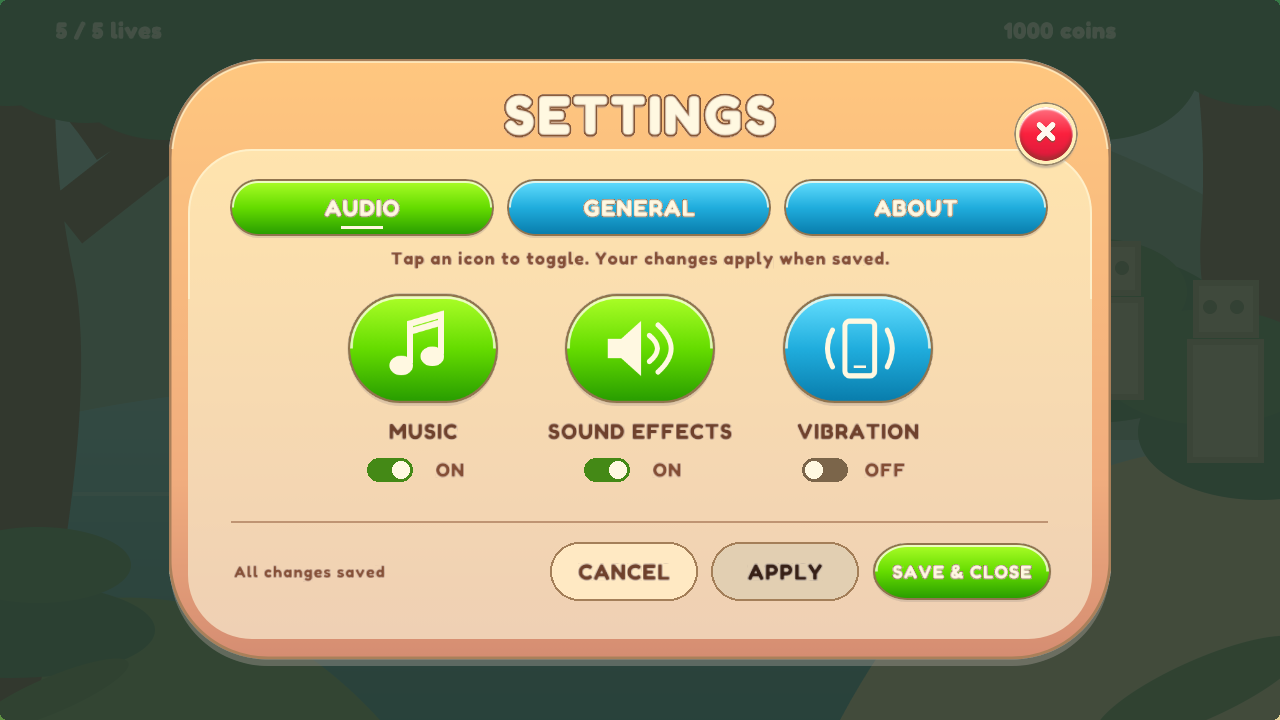 5 / 5 lives
1000 coins
SETTINGS
AUDIO
GENERAL
ABOUT
Tap an icon to toggle. Your changes apply when saved.
MUSIC
SOUND EFFECTS
VIBRATION
ON
ON
OFF
All changes saved
CANCEL
APPLY
SAVE & CLOSE